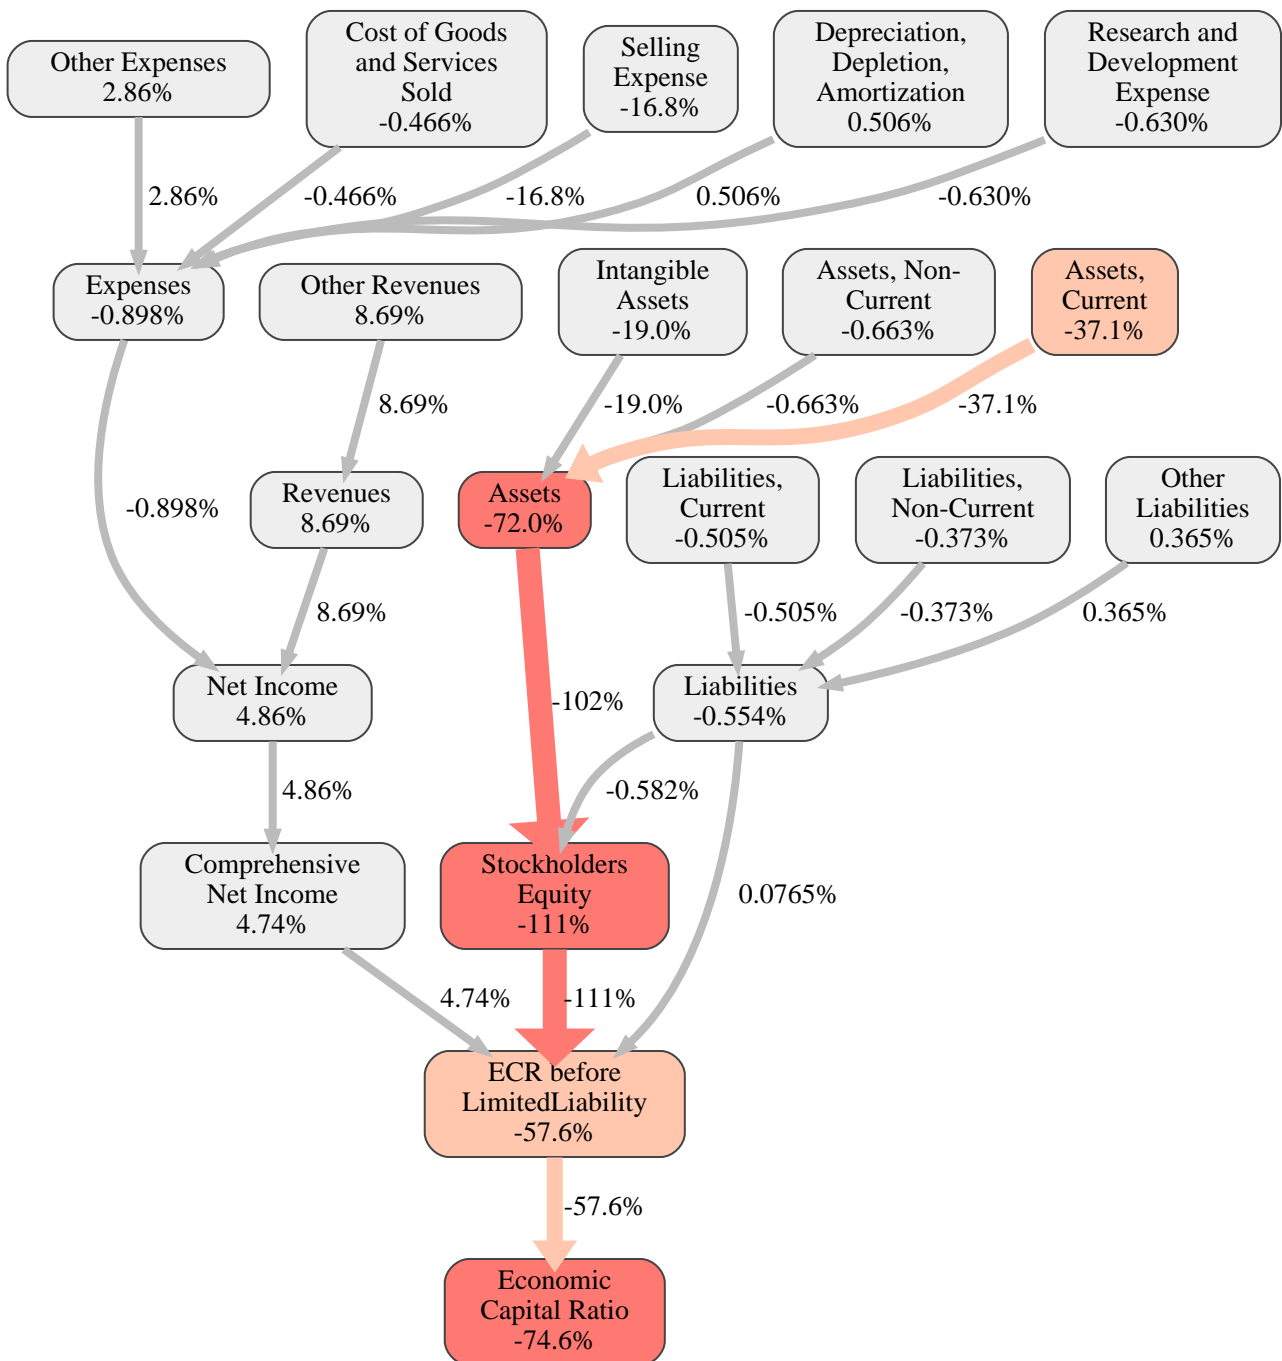 Other Expenses
2.86%
Cost of Goods
and Services
Sold
-0.466%
Selling
Expense
-16.8%
Depreciation,
Depletion,
Amortization
0.506%
Research and
Development
Expense
-0.630%
2.86%
-0.466%
-16.8%
0.506%
-0.630%
Expenses
-0.898%
Other Revenues
8.69%
Intangible
Assets
-19.0%
Assets, Non-
Current
-0.663%
Assets,
Current
-37.1%
8.69%
-19.0%
-0.663%
-37.1%
-0.898%
Revenues
8.69%
Assets
-72.0%
Liabilities,
Current
-0.505%
Liabilities,
Non-Current
-0.373%
Other
Liabilities
0.365%
8.69%
-0.505%
-0.373%
0.365%
Net Income
4.86%
-102%
Liabilities
-0.554%
4.86%
-0.582%
Comprehensive
Net Income
4.74%
Stockholders
Equity
-111%
0.0765%
4.74%
-111%
ECR before
LimitedLiability
-57.6%
-57.6%
Economic
Capital Ratio
-74.6%